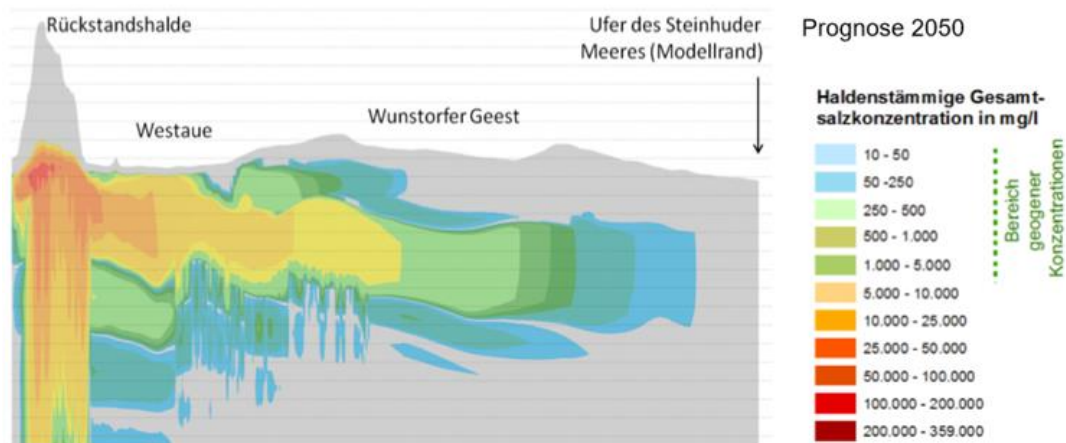 Rückstandshalde
Ufer des Steinhuder
Meeres (Modellrand)
Westaue
Wunstorfer Geest
Prognose 2050
Haldenstämmige Gesamt-
salzkonzentration in mg/l
10 - 50
50 -250
250 - 500
500 - 1.000
1.000 - 5.000
5.000 - 10.000
10.000 - 25.000
25.000 - 50.000
50.000 - 100.000
100.000 - 200.000
200.000 - 359.000
Bereich
geogener
Konzentrationen